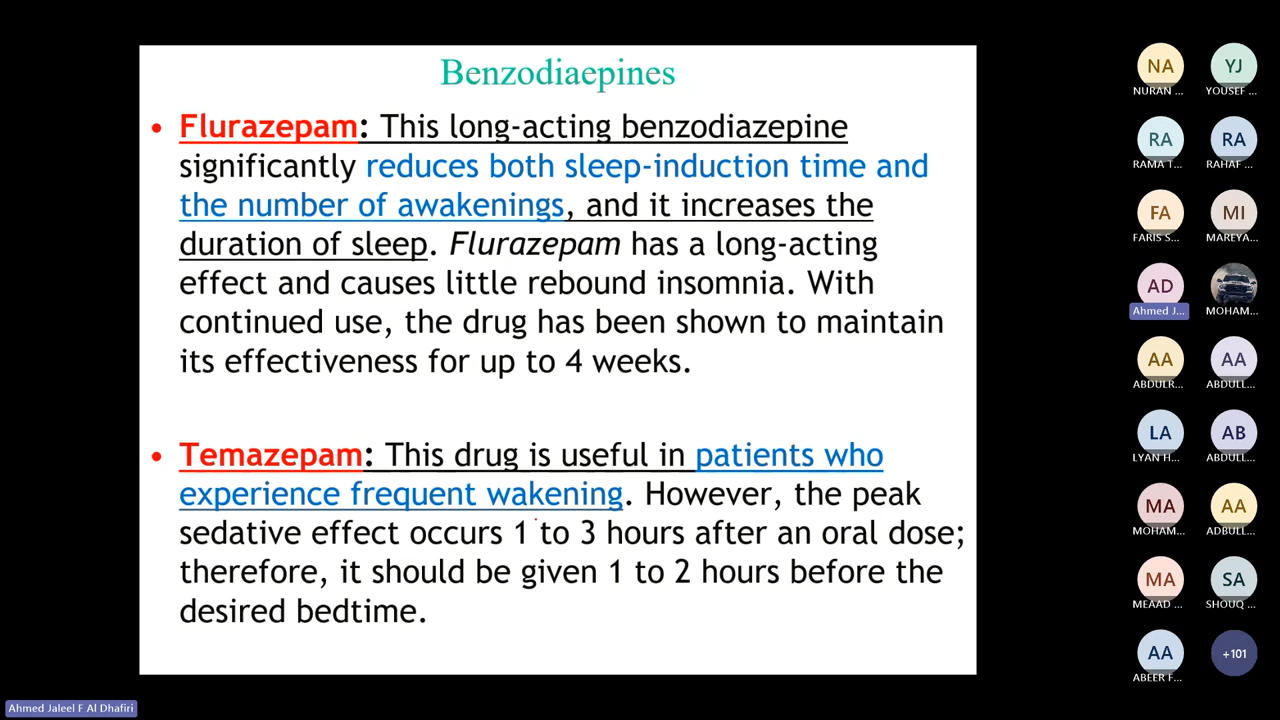 Benzodiaepines
• Flurazepam: This long-acting benzodiazepine
significantly reduces both sleep-induction time and
the number of awakenings, and it increases the
duration of sleep. Flurazepam has a long-acting
effect and causes little rebound insomnia. With
continued use, the drug has been shown to maintain
its effectiveness for up to 4 weeks.
• Temazepam: This drug is useful in patients who
experience frequent wakening. However, the peak
sedative effect occurs 1 to 3 hours after an oral dose;
therefore, it should be given 1 to 2 hours before the
desired bedtime.
NA YJ
NURAN ... YOUSEF ...
RA RA
RAMA T... RAHAF ...
FA MI
FARIS S... MAREYA...
AD
Ahmed J... MOHAM...
AA AA
ABDULR... ABDULL...
LA AB
LYAN H... ABDULL...
MA AA
MOHAM... ADBULL...
MA SA
MEAAD ... SHOUQ ...
AA +101
ABEER F...
Ahmed Jaleel F Al Dhafiri